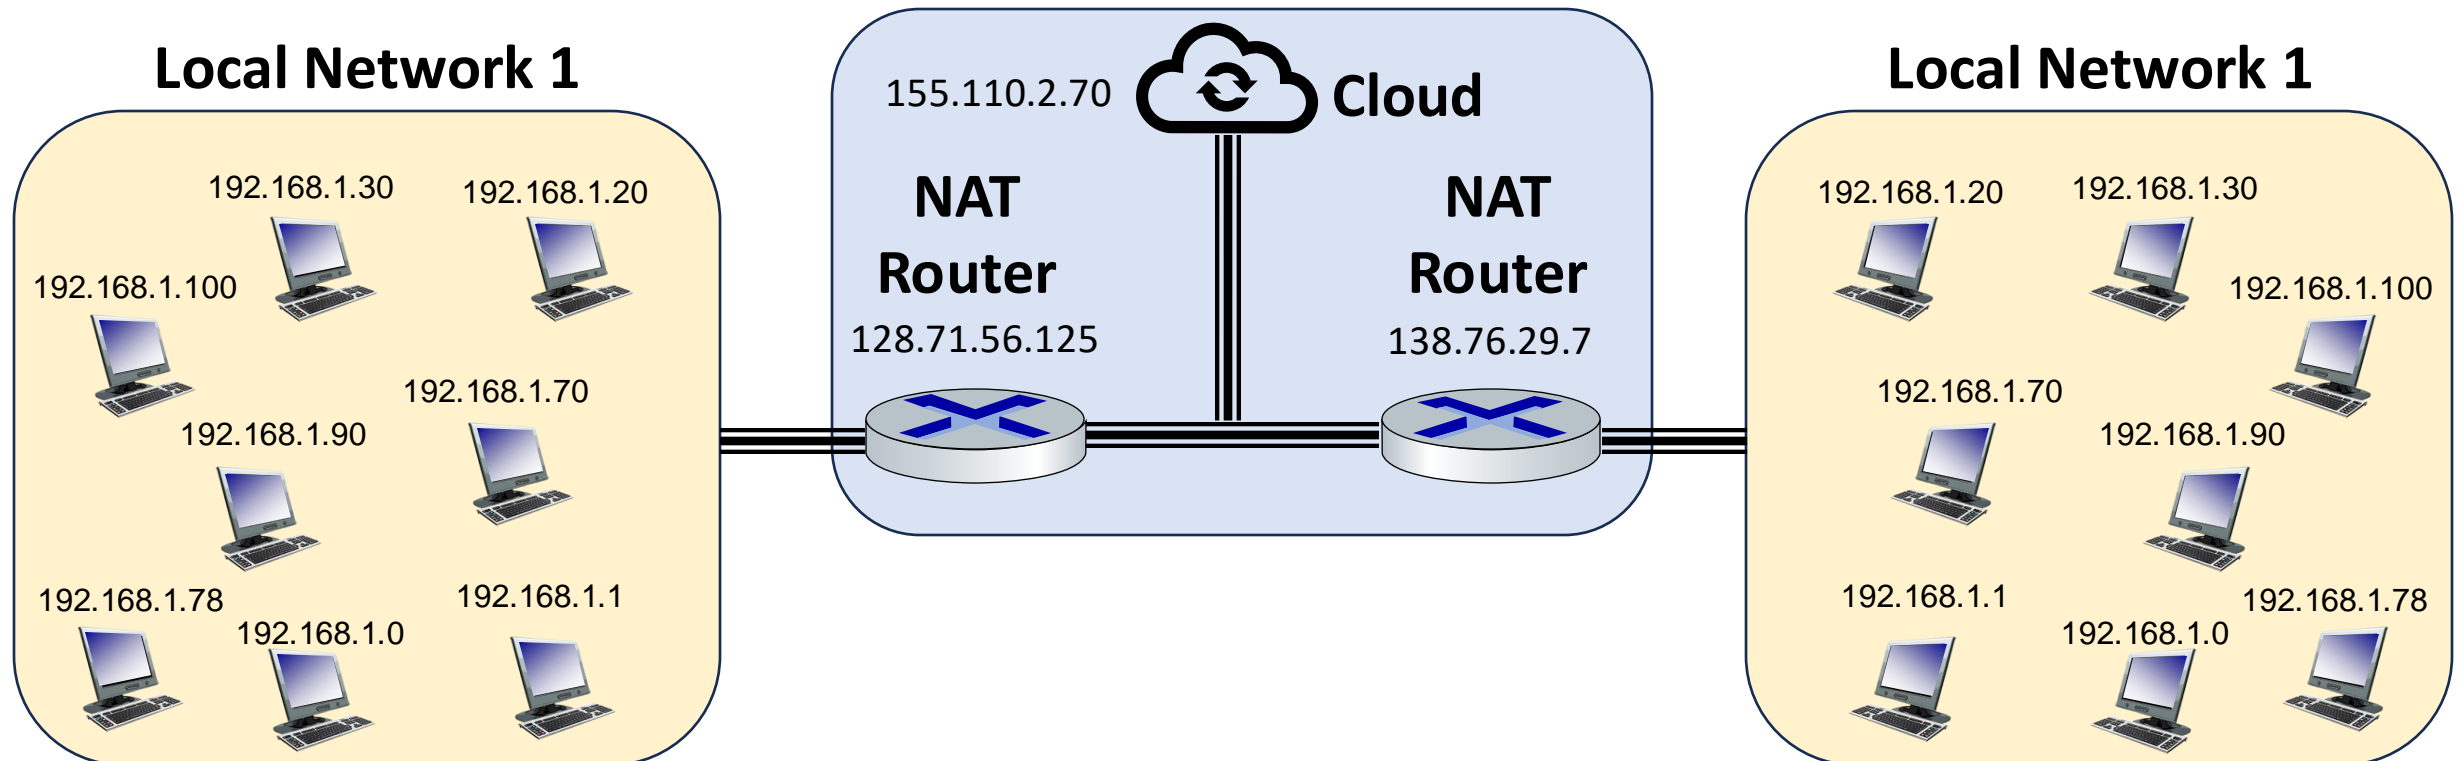 Local Network 1
192.168.1.30
192.168.1.20
192.168.1.100
192.168.1.70
192.168.1.90
192.168.1.78
192.168.1.0
192.168.1.1
155.110.2.70
Cloud
NAT
Router
128.71.56.125
NAT
Router
138.76.29.7
Local Network 1
192.168.1.20
192.168.1.30
192.168.1.100
192.168.1.70
192.168.1.90
192.168.1.1
192.168.1.0
192.168.1.78